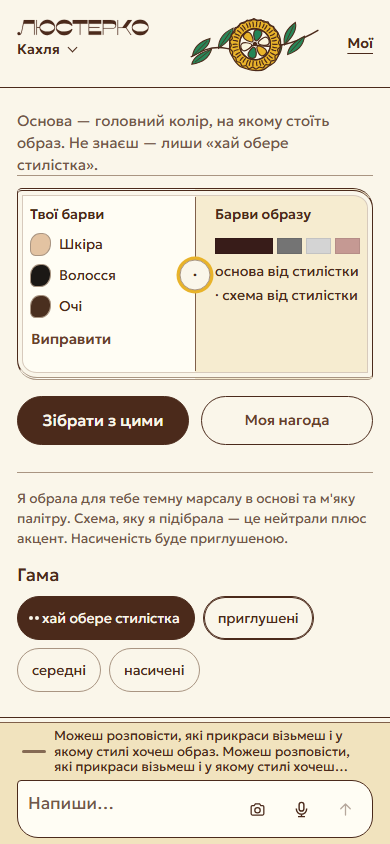 ЛЮСТЕРКО
Кахля
Мої
Основа — головний колір, на якому стоїть
образ. Не знаєш — лиши «хай обере
стилістка».
Твої барви
Шкіра
Волосся
Очі
Виправити
Барви образу
основа від стилістки
· схема від стилістки
Зібрати з цими
Моя нагода
Я обрала для тебе темну марсалу в основі та м'яку
палітру. Схема, яку я підібрала — це нейтрали плюс
акцент. Насиченість буде приглушеною.
Гама
•• хай обере стилістка
приглушені
середні
насичені
Можеш розповісти, які прикраси візьмеш і у
якому стилі хочеш образ. Можеш розповісти,
які прикраси візьмеш і у якому стилі хочеш…
Напиши…